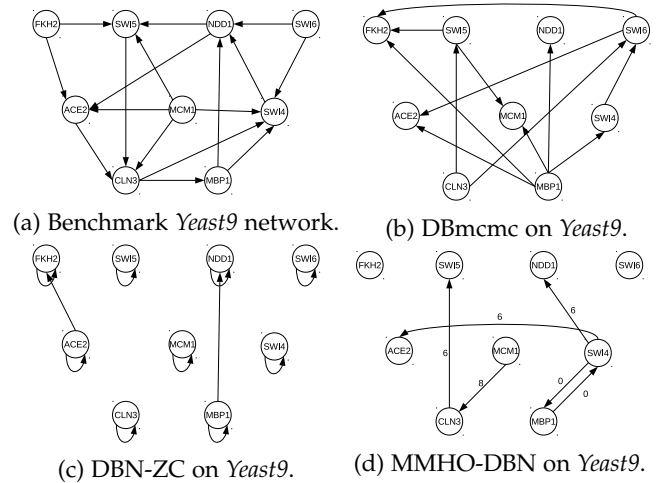 FKH2 SWI5 NDD1 SWI6
ACE2 MCM1 SWI4
CLN3 MBP1
(a) Benchmark Yeast9 network.
FKH2 SWI5 NDD1 SWI6
ACE2 MCM1 SWI4
CLN3 MBP1
(b) DBmcmc on Yeast9.
FKH2 SWI5 NDD1 SWI6
ACE2 MCM1 SWI4
CLN3 MBP1
(c) DBN-ZC on Yeast9.
FKH2 SWI5 NDD1 SWI6
6 6
ACE2 MCM1 SWI4
6 8 0 0
CLN3 MBP1
(d) MMHO-DBN on Yeast9.